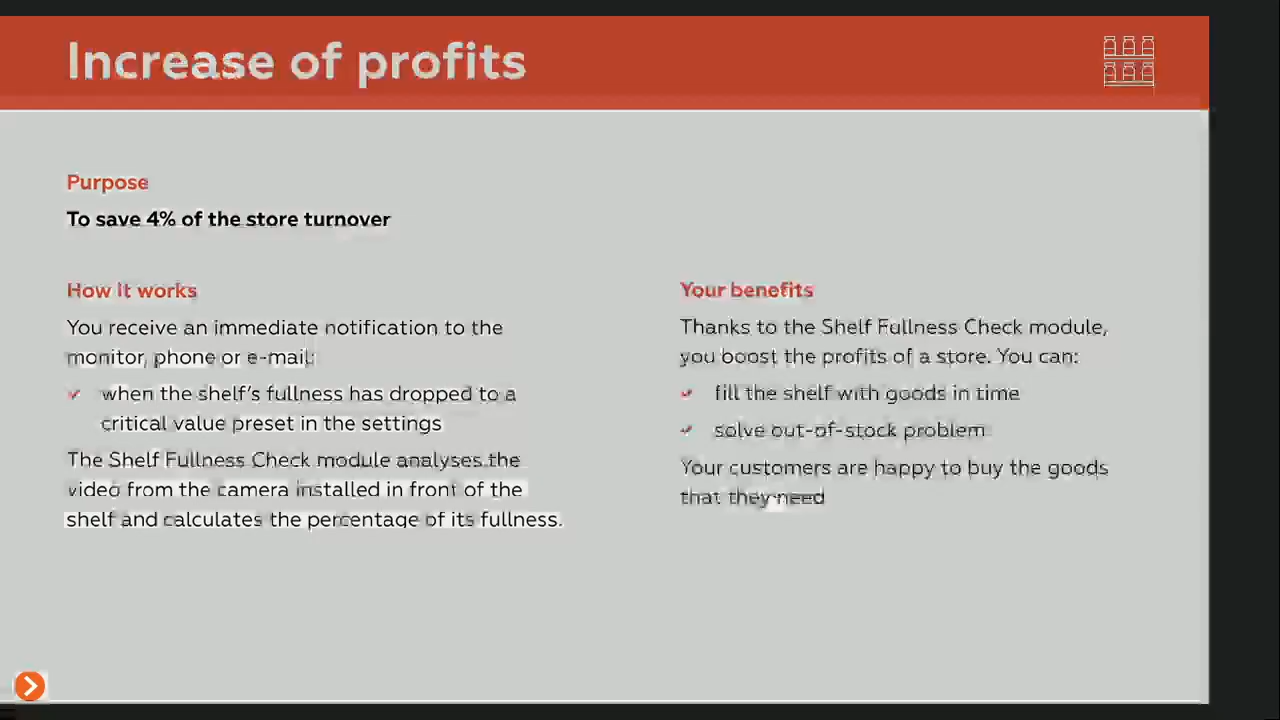 Increase of profits
Purpose
To save 4% of the store turnover
How it works
You receive an immediate notification to the
monitor, phone or e-mail:
when the shelf's fullness has dropped to a
critical value preset in the settings
The Shelf Fullness Check module analyses the
video from the camera installed in front of the
shelf and calculates the percentage of its fullness.
Your benefits
Thanks to the Shelf Fullness Check module,
you boost the profits of a store. You can:
fill the shelf with goods in time
solve out-of-stock problem
Your customers are happy to buy the goods
that they need